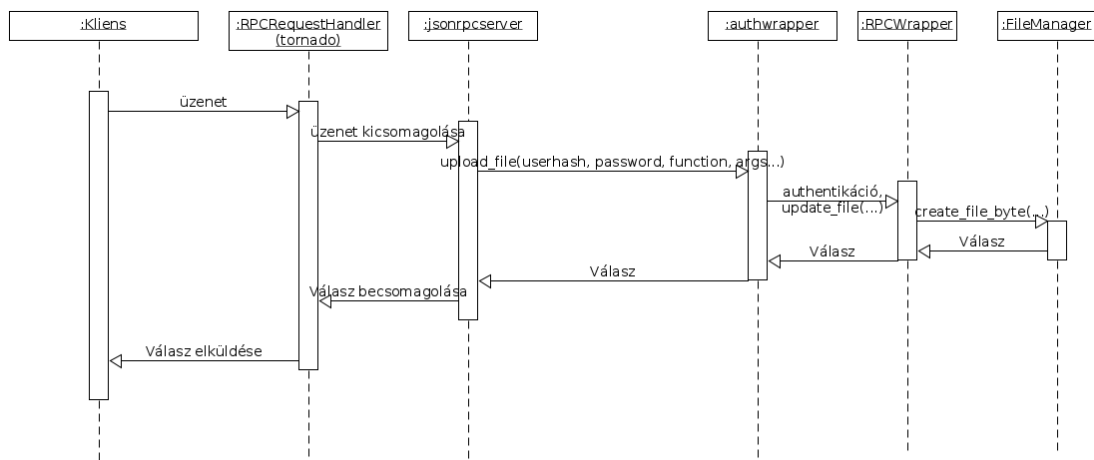 :Kliens
:RPCRequestHandler
(tornado)
:jsonrpcserver
:authwrapper
:RPCWrapper
:FileManager
üzenet
üzenet kicsomagolása
upload_file(userhash, password, function, args...)
authentikáció,
update_file(...)
create_file_byte(...)
Válasz
Válasz
Válasz
Válasz becsomagolása
Válasz elküldése